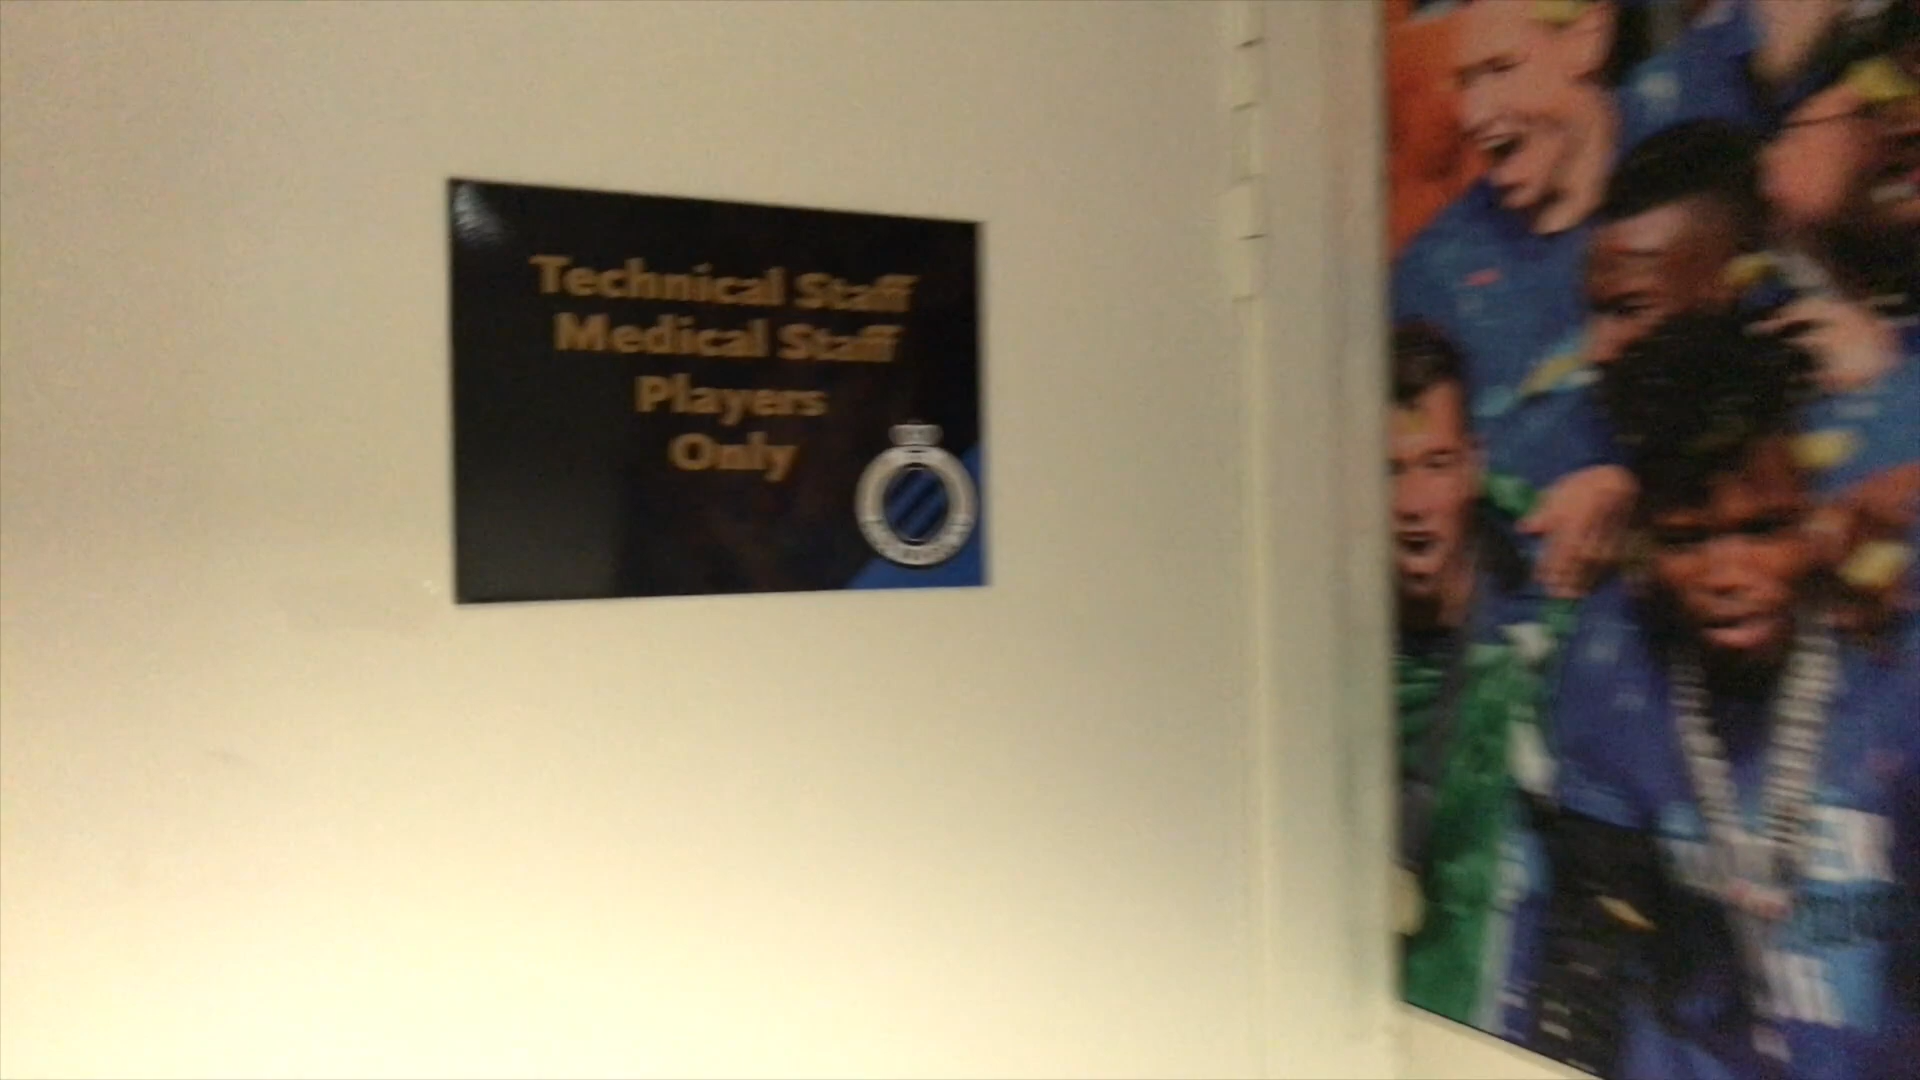 Technical Staff
Medical Staff
Players
Only